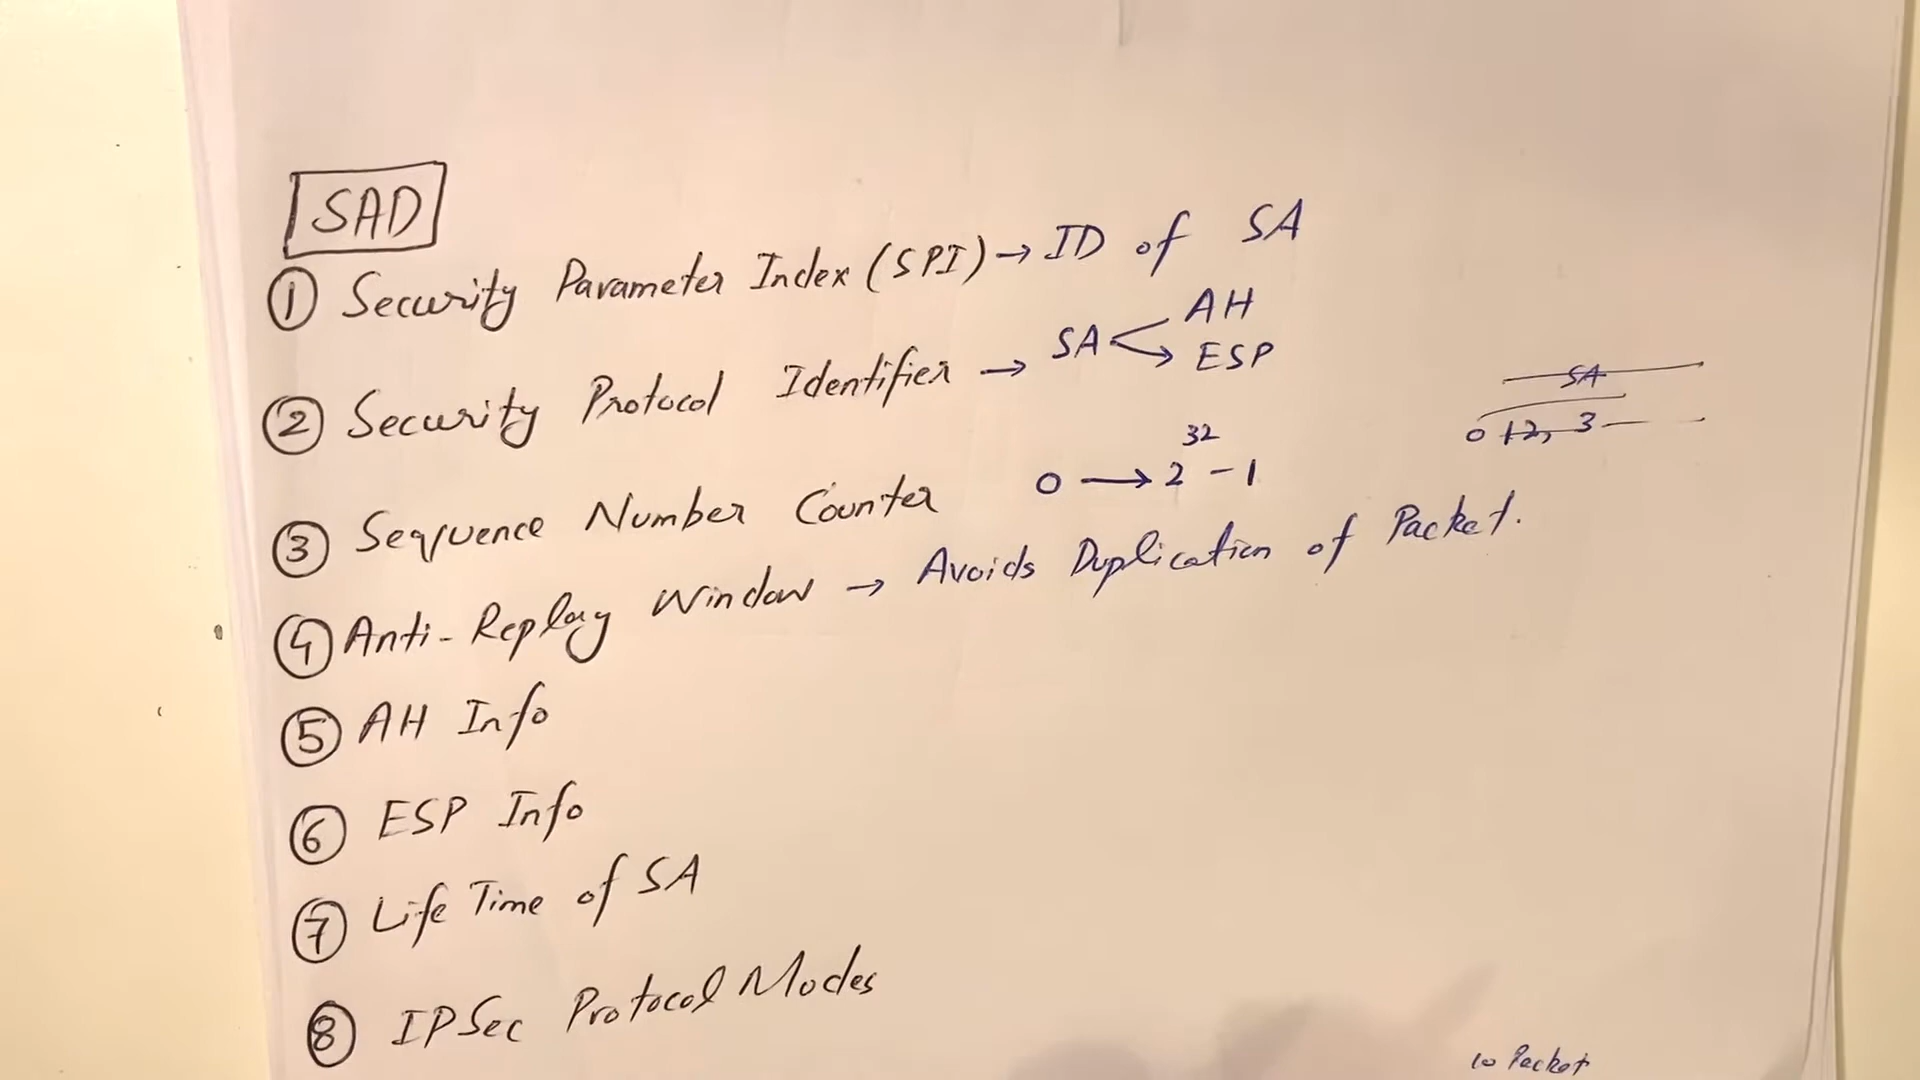 SAD
① Security Parameter Index (SPI) → ID of SA
② Security Protocol Identifier → SA < AH
→ ESP
SA
0 1 2, 3
③ Sequence Number Counter 0 → 2^32 - 1
④ Anti-Replay Window → Avoids Duplication of Packet.
⑤ AH Info
⑥ ESP Info
⑦ Life Time of SA
⑧ IPSec Protocol Modes
Packet